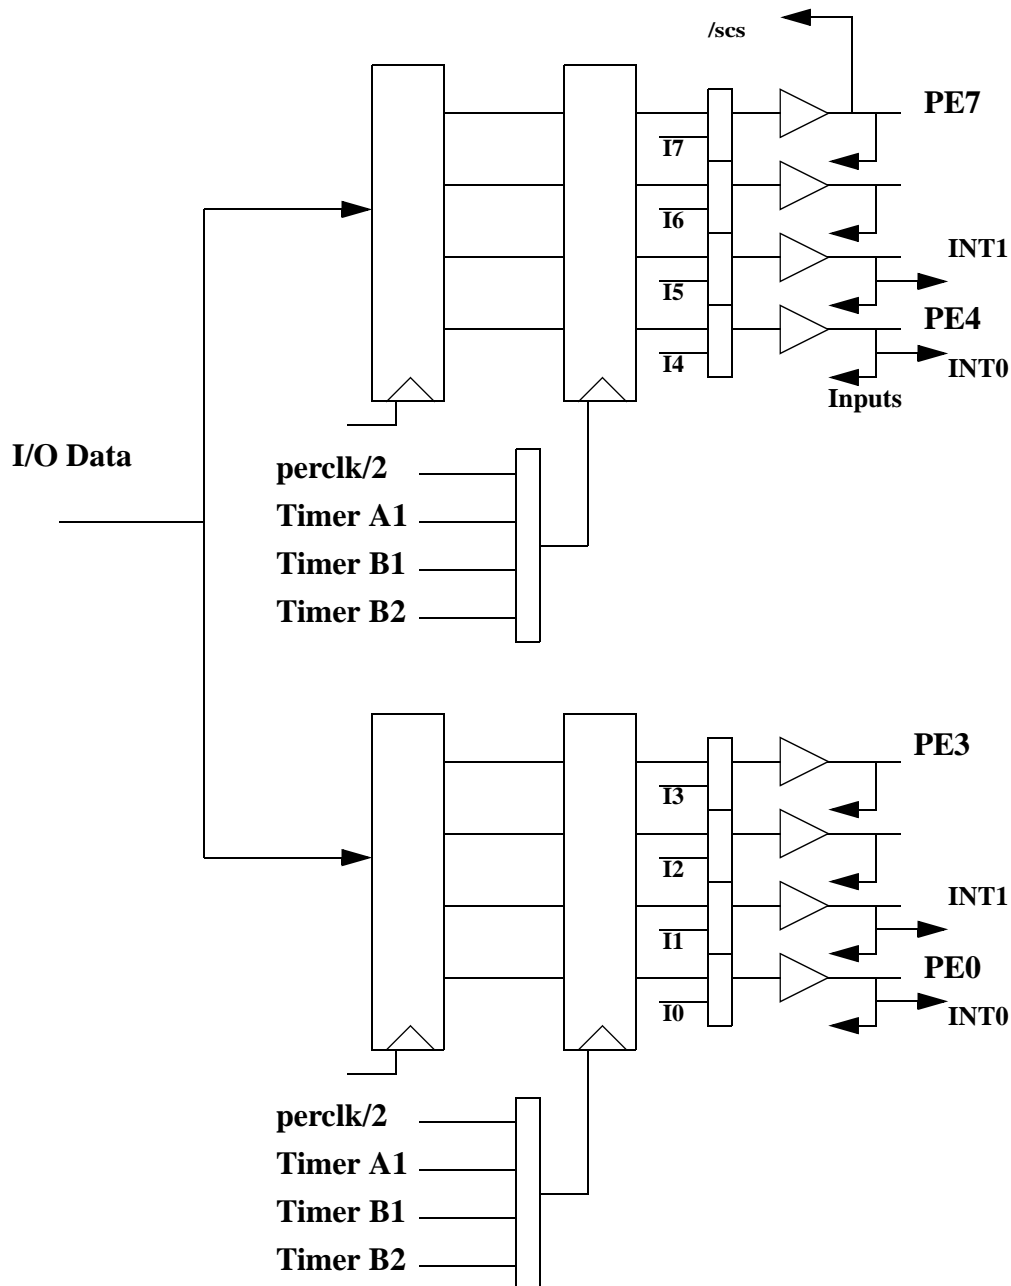 /scs
PE7
I7
I6
INT1
I5
PE4
I4
INT0
Inputs
I/O Data
perclk/2
Timer A1
Timer B1
Timer B2
PE3
I3
I2
INT1
I1
PE0
I0
INT0
perclk/2
Timer A1
Timer B1
Timer B2